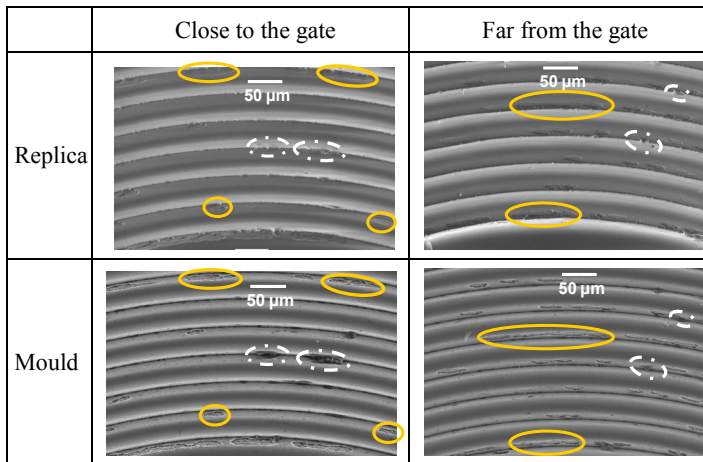 Close to the gate
Far from the gate
Replica
50 µm
50 µm
Mould
50 µm
50 µm